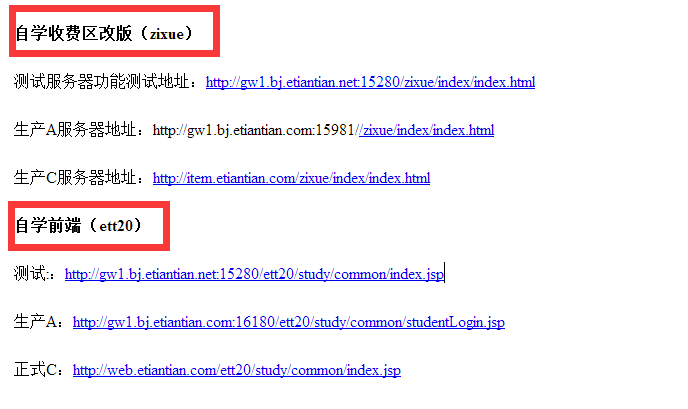 自学收费区改版（zixue）
测试服务器功能测试地址：http://gw1.bj.etiantian.net:15280/zixue/index/index.html
生产A服务器地址：http://gw1.bj.etiantian.com:15981//zixue/index/index.html
生产C服务器地址：http://item.etiantian.com/zixue/index/index.html
自学前端（ett20）
测试:：http://gw1.bj.etiantian.net:15280/ett20/study/common/index.jsp
生产A：http://gw1.bj.etiantian.com:16180/ett20/study/common/studentLogin.jsp
正式C：http://web.etiantian.com/ett20/study/common/index.jsp